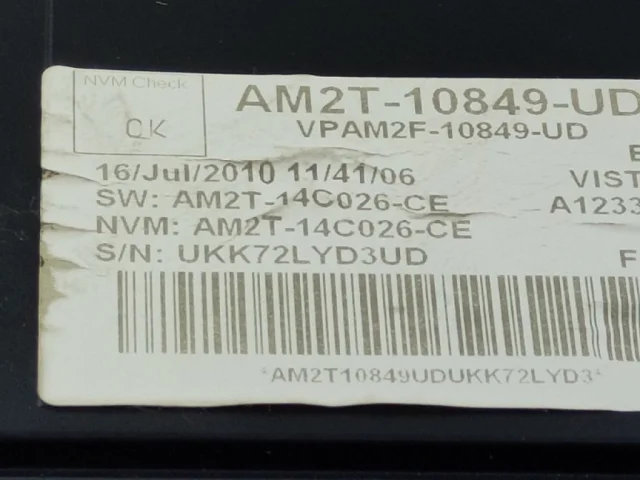 NVM Check
OK
AM2T-10849-UD
VPAM2F-10849-UD
E
16/Jul/2010 11/41/06
VIST
SW: AM2T-14C026-CE
A1233
NVM: AM2T-14C026-CE
S/N: UKK72LYD3UD
F
*AM2T10849UDUKK72LYD3*